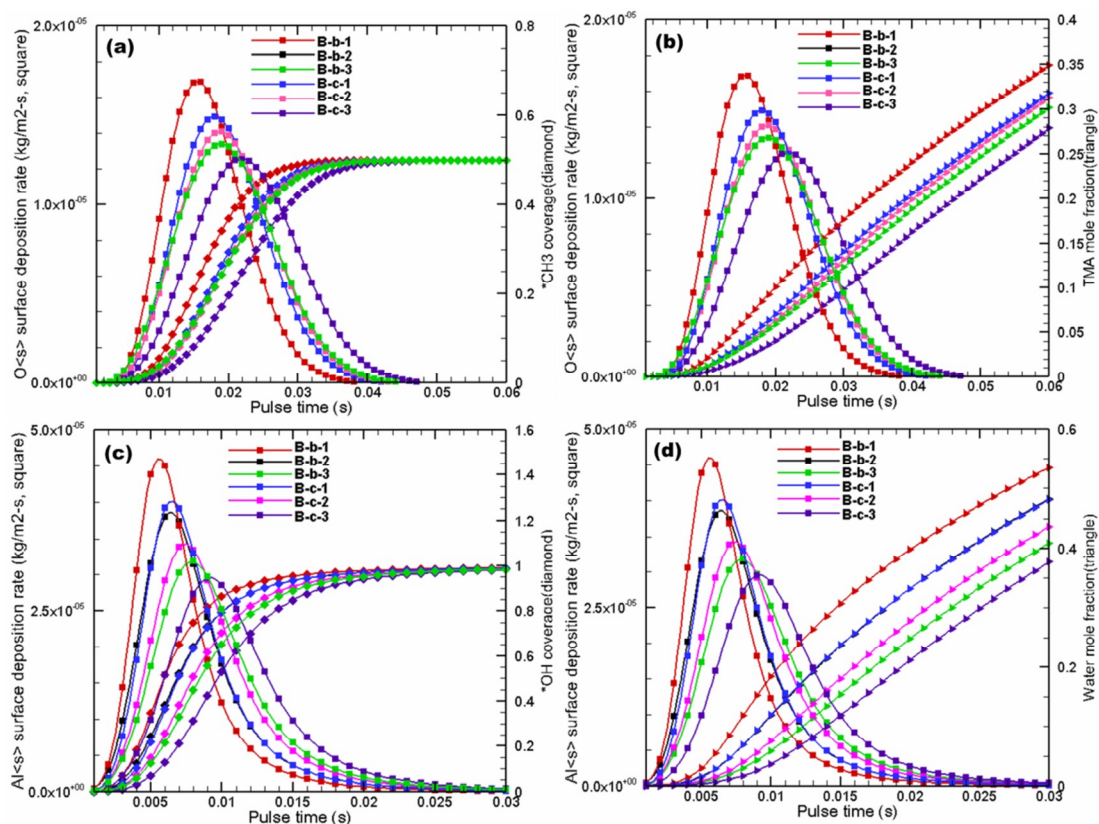 (a)
B-b-1
B-b-2
B-b-3
B-c-1
B-c-2
B-c-3
O<s> surface deposition rate (kg/m2-s, square)
2.0x10⁻⁰⁵
1.0x10⁻⁰⁵
0.0x10⁺⁰⁰
0.01 0.02 0.03 0.04 0.05 0.06
Pulse time (s)
0.8
0.6
0.4
0.2
0
*CH3 coverage(diamond)
(b)
B-b-1
B-b-2
B-b-3
B-c-1
B-c-2
B-c-3
O<s> surface deposition rate (kg/m2-s, square)
2.0x10⁻⁰⁵
1.0x10⁻⁰⁵
0.0x10⁺⁰⁰
0.01 0.02 0.03 0.04 0.05 0.06
Pulse time (s)
0.4
0.35
0.3
0.25
0.2
0.15
0.1
0.05
0
TMA mole fraction(triangle)
(c)
B-b-1
B-b-2
B-b-3
B-c-1
B-c-2
B-c-3
Al<s> surface deposition rate (kg/m2-s, square)
5.0x10⁻⁰⁵
2.5x10⁻⁰⁵
0.0x10⁺⁰⁰
0.005 0.01 0.015 0.02 0.025 0.03
Pulse time (s)
1.6
1.4
1.2
1
0.8
0.6
0.4
0.2
0
*OH coverage(diamond)
(d)
B-b-1
B-b-2
B-b-3
B-c-1
B-c-2
B-c-3
Al<s> surface deposition rate (kg/m2-s, square)
5.0x10⁻⁰⁵
2.5x10⁻⁰⁵
0.0x10⁺⁰⁰
0.005 0.01 0.015 0.02 0.025 0.03
Pulse time (s)
0.6
0.4
0.2
0
Water mole fraction(triangle)